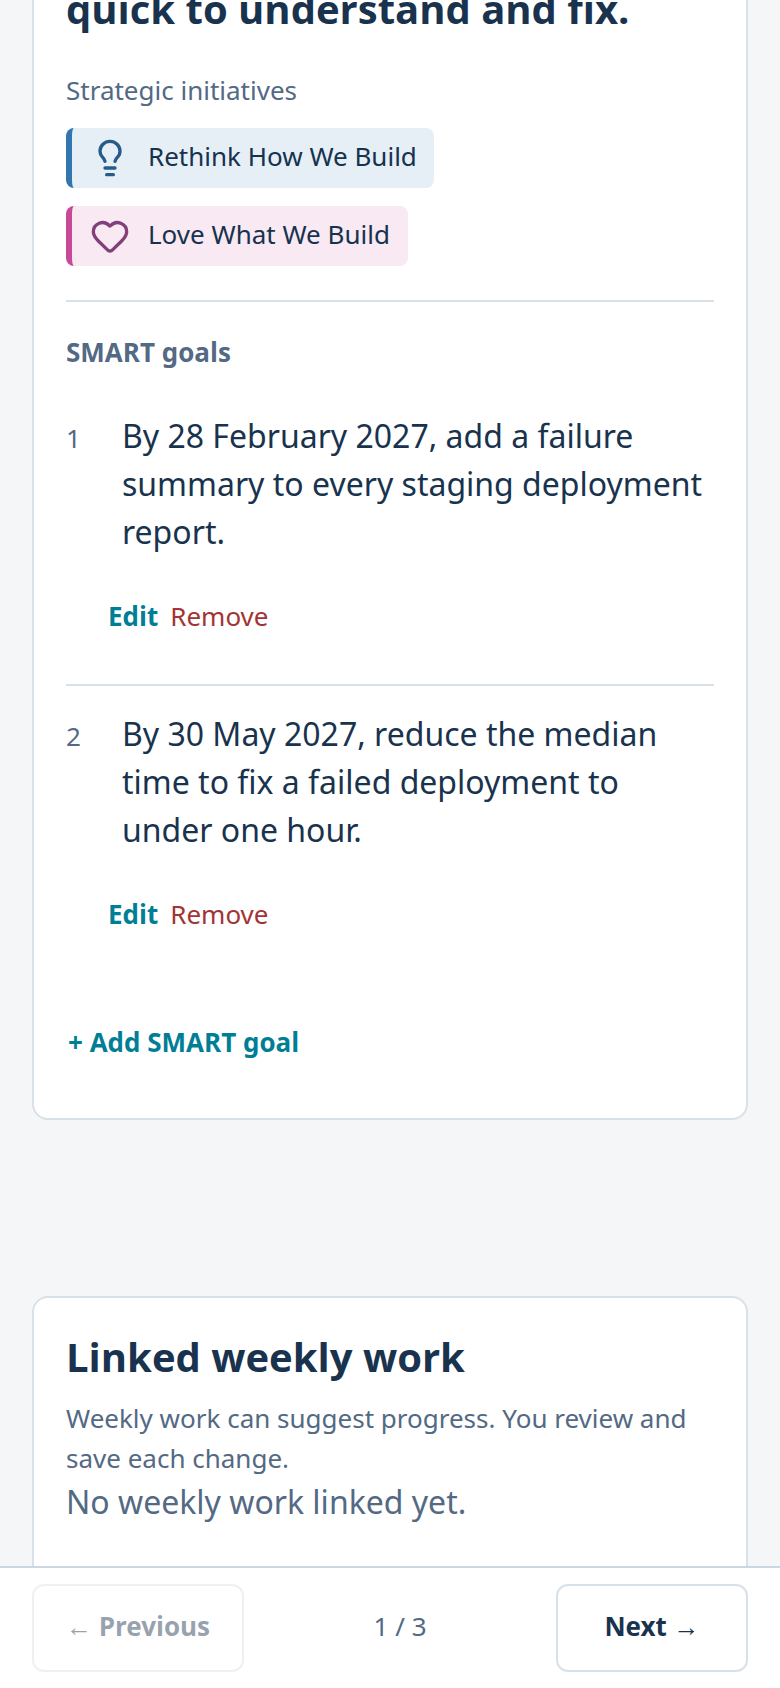 quick to understand and fix.
Strategic initiatives
Rethink How We Build
Love What We Build
SMART goals
1 By 28 February 2027, add a failure
summary to every staging deployment
report.
Edit Remove
2 By 30 May 2027, reduce the median
time to fix a failed deployment to
under one hour.
Edit Remove
+ Add SMART goal
Linked weekly work
Weekly work can suggest progress. You review and
save each change.
No weekly work linked yet.
← Previous 1 / 3 Next →